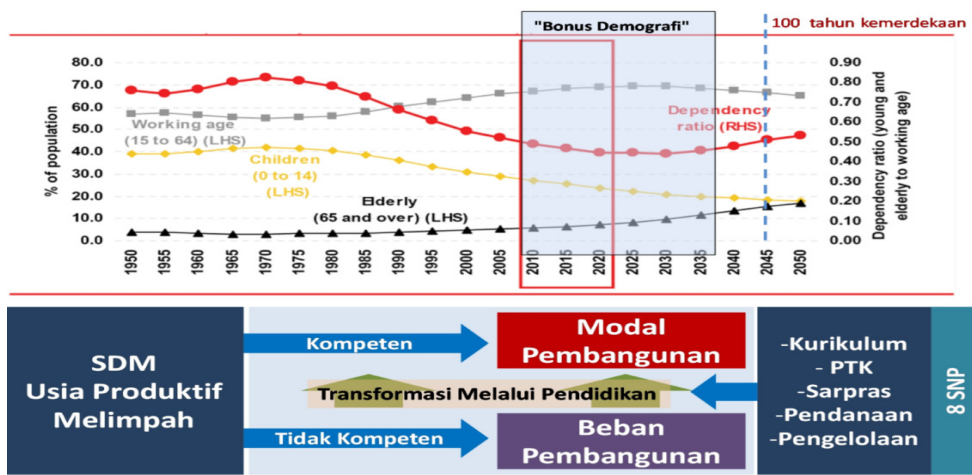 "Bonus Demografi"
100 tahun kemerdekaan
80.0
70.0
60.0
50.0
40.0
30.0
20.0
10.0
0.0
% of population
Working age
(15 to 64) (LHS)
Children
(0 to 14)
(LHS)
Elderly
(65 and over) (LHS)
Dependency
ratio (RHS)
0.90
0.80
0.70
0.60
0.50
0.40
0.30
0.20
0.10
0.00
Dependency ratio (young and
elderly to working age)
1950 1955 1960 1965 1970 1975 1980 1985 1990 1995 2000 2005 2010 2015 2020 2025 2030 2035 2040 2045 2050
SDM
Usia Produktif
Melimpah
Kompeten
Modal
Pembangunan
Transformasi Melalui Pendidikan
Tidak Kompeten
Beban
Pembangunan
-Kurikulum
- PTK
-Sarpras
-Pendanaan
-Pengelolaan
8 SNP